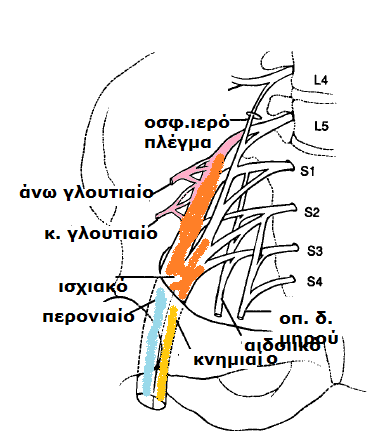 L4
οσφ.ιερό
πλέγμα
L5
S1
άνω γλουτιαίο
S2
κ. γλουτιαίο
S3
ισχιακό
S4
περονιαίο
οπ. δ.
μηρού
αιδοιικό
κνημιαίο